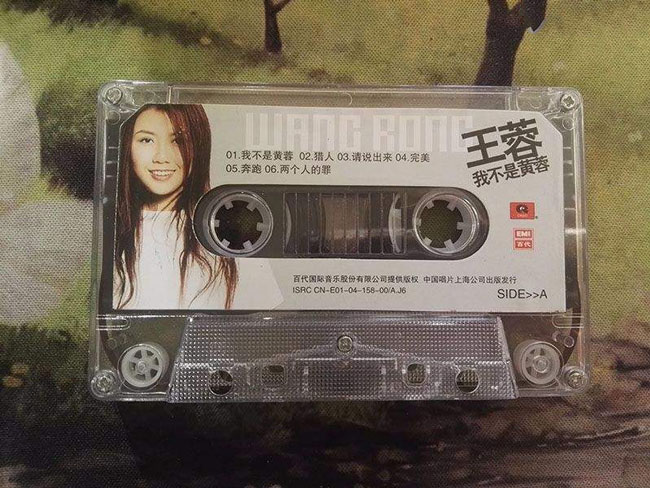 WANG RONG
王蓉
我不是黄蓉
01.我不是黄蓉 02.猎人 03.请说出来 04.完美
05.奔跑 06.两个人的罪
EMI
百代
百代国际音乐股份有限公司提供版权 中国唱片上海公司出版发行
ISRC CN-E01-04-158-00/A.J6
SIDE>>A